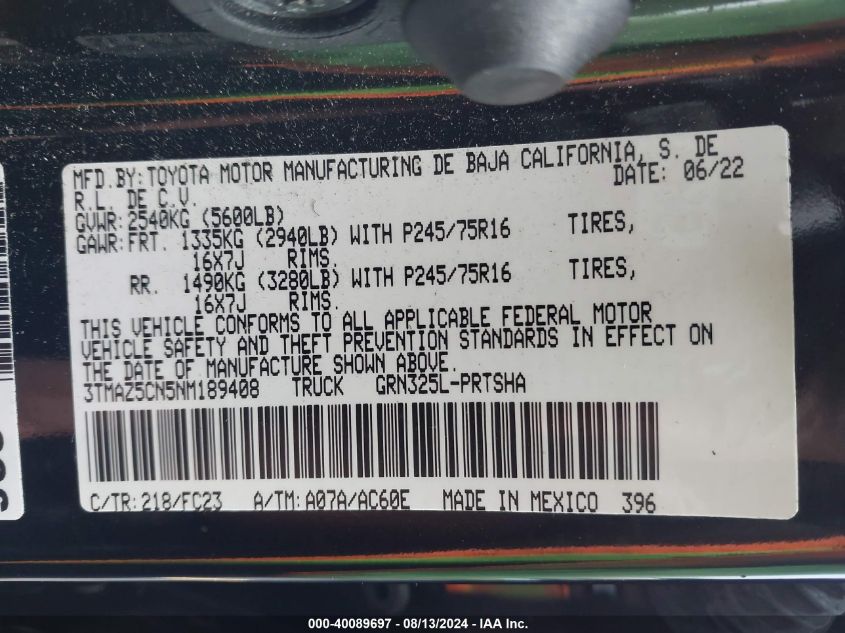 MFD.BY: TOYOTA MOTOR MANUFACTURING DE BAJA CALIFORNIA, S. DE
R.L. DE C.V. DATE: 06/22
GVWR: 2540KG (5600LB)
GAWR: FRT. 1335KG (2940LB) WITH P245/75R16 TIRES,
16X7J RIMS.
RR. 1490KG (3280LB) WITH P245/75R16 TIRES,
16X7J RIMS.
THIS VEHICLE CONFORMS TO ALL APPLICABLE FEDERAL MOTOR
VEHICLE SAFETY AND THEFT PREVENTION STANDARDS IN EFFECT ON
THE DATE OF MANUFACTURE SHOWN ABOVE.
3TMAZ5CN5NM189408 TRUCK GRN325L-PRTSHA
C/TR: 218/FC23 A/TM: A07A/AC60E MADE IN MEXICO 396
000-40089697 - 08/13/2024 - IAA Inc.